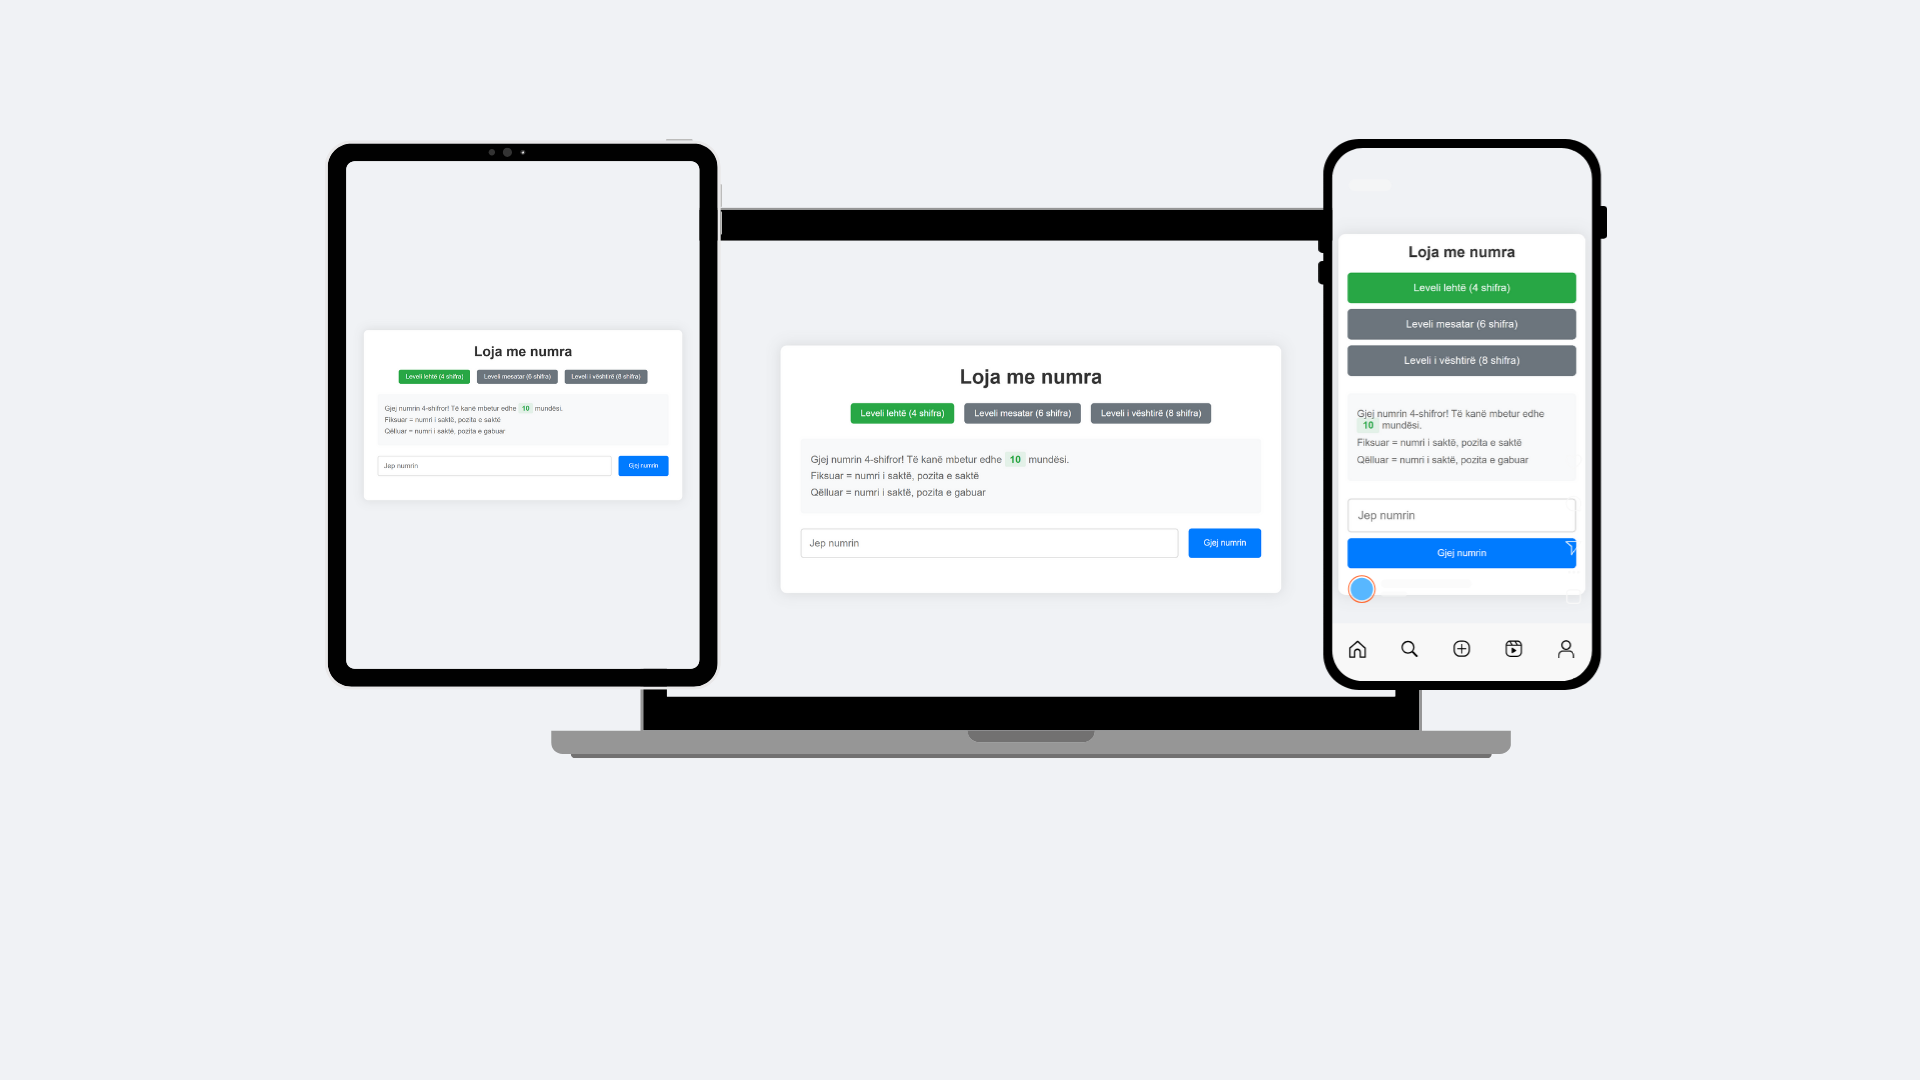 Loja me numra
Leveli lehtë (4 shifra) Leveli mesatar (6 shifra) Leveli i vështirë (8 shifra)
Gjej numrin 4-shifror! Të kanë mbetur edhe 10 mundësi.
Fiksuar = numri i saktë, pozita e saktë
Qëlluar = numri i saktë, pozita e gabuar
Jep numrin Gjej numrin
Loja me numra
Leveli lehtë (4 shifra) Leveli mesatar (6 shifra) Leveli i vështirë (8 shifra)
Gjej numrin 4-shifror! Të kanë mbetur edhe 10 mundësi.
Fiksuar = numri i saktë, pozita e saktë
Qëlluar = numri i saktë, pozita e gabuar
Jep numrin Gjej numrin
Loja me numra
Leveli lehtë (4 shifra)
Leveli mesatar (6 shifra)
Leveli i vështirë (8 shifra)
Gjej numrin 4-shifror! Të kanë mbetur edhe
10 mundësi.
Fiksuar = numri i saktë, pozita e saktë
Qëlluar = numri i saktë, pozita e gabuar
Jep numrin
Gjej numrin